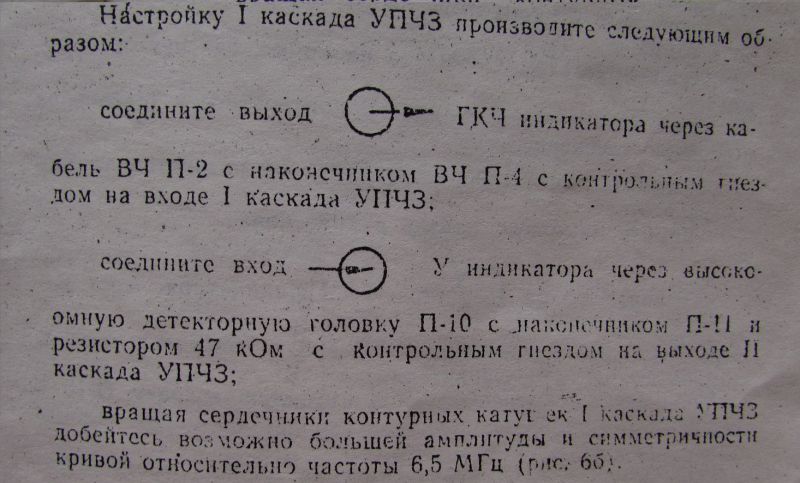 Настройку I каскада УПЧЗ производите следующим об-
разом:
соедините выход ГКЧ индикатора через ка-
бель ВЧ П-2 с наконечником ВЧ П-4 с контрольным гнез-
дом на входе I каскада УПЧЗ;
соедините вход У индикатора через высоко-
омную детекторную головку П-10 с наконечником П-11 и
резистором 47 кОм с контрольным гнездом на выходе II
каскада УПЧЗ;
вращая сердечники контурных катушек I каскада УПЧЗ
добейтесь возможно большей амплитуды и симметричности
кривой относительно частоты 6,5 МГц (рис. 6б).